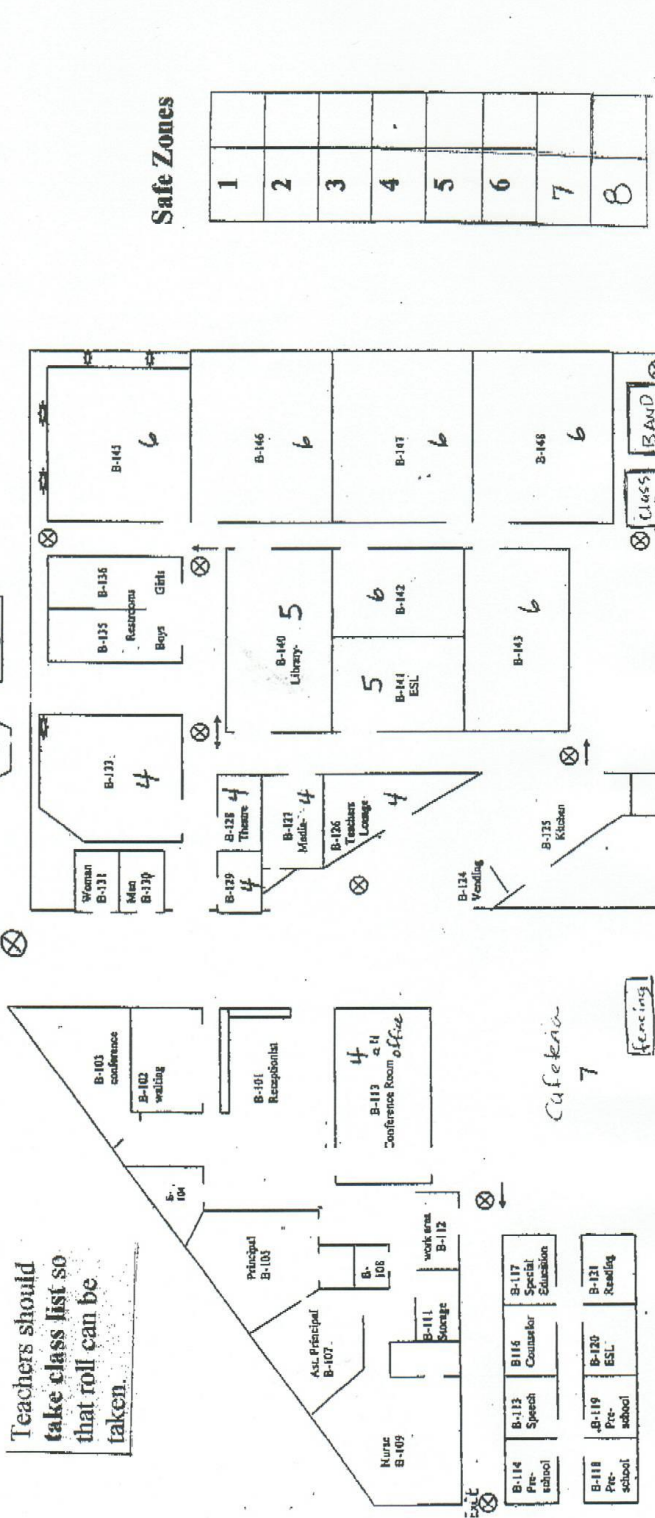 Teachers should
take class list so
that roll can be
taken.
B-103
conference
B-102
waiting
B-101
Receptionist
B-
104
Principal
B-105
B-
108
Ast. Principal
B-107
Nurse
B-109
B-111
Storage
work area
B-112
4
all
office
B-113
Conference Room
Exit
B-114
Pre-
school
B-113
Speech
B116
Counselor
B-117
Special
Education
B-118
Pre-
school
B-119
Pre-
school
B-120
ESL
B-121
Reading
Cafeteria
7
fencing
Woman
B-131
Men
B-130
B-133
4
B-135
B-136
Restrooms
Boys
Girls
B-129
4
B-128
Theatre
4
B-127
Media
4
B-126
Teachers
Lounge
4
B-124
Vending
B-125
Kitchen
B-140
Library
5
5
B-141
ESL
6
B-142
B-143
6
B-145
6
B-146
6
B-147
6
B-148
6
Class
BAND
Safe Zones
1
2
3
4
5
6
7
8